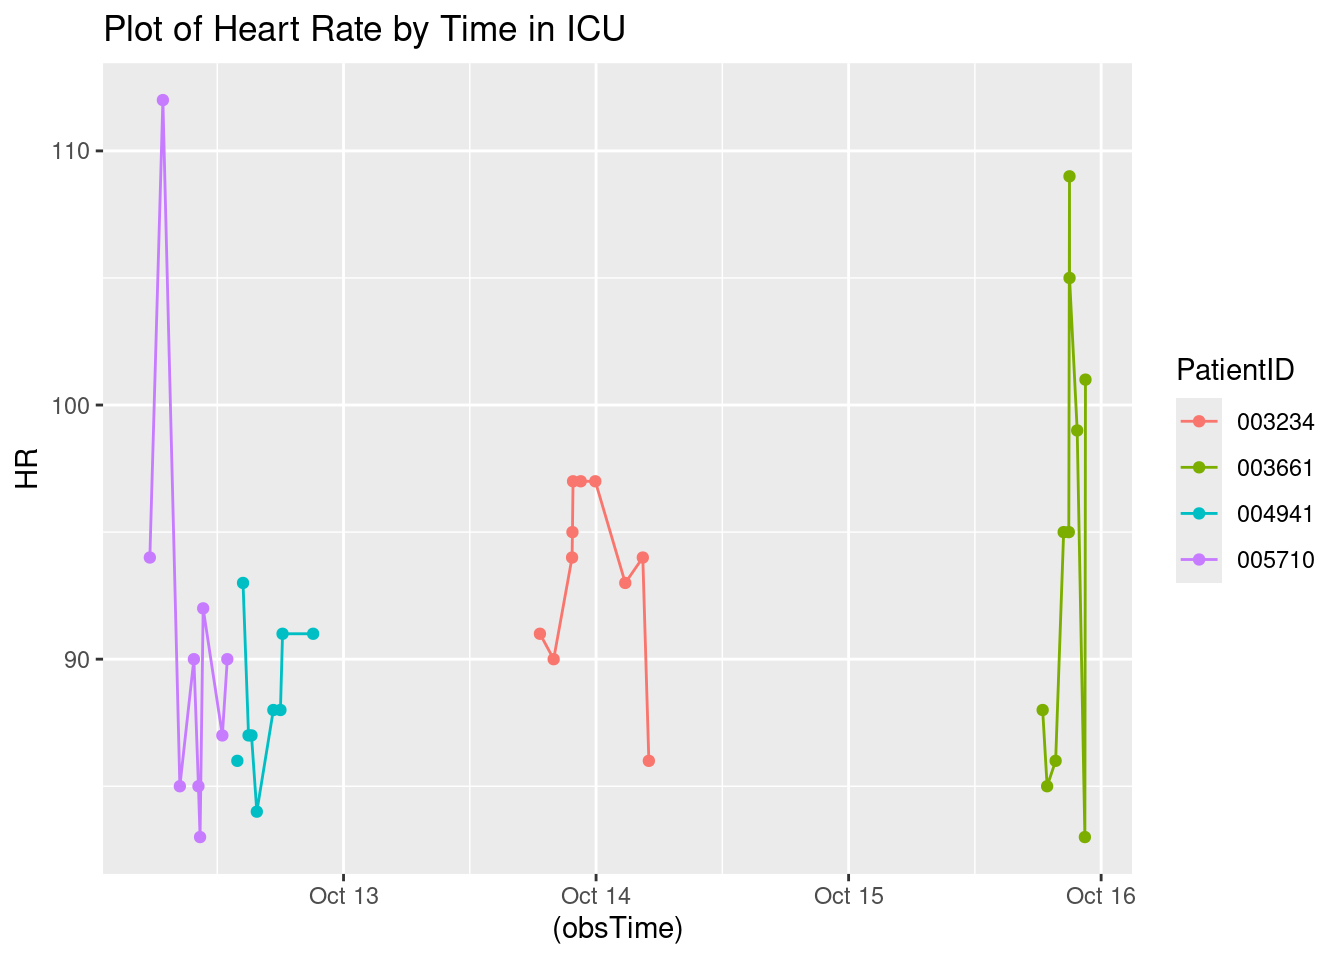 Plot of Heart Rate by Time in ICU
110
100
90
HR
Oct 13
Oct 14
Oct 15
Oct 16
(obsTime)
PatientID
003234
003661
004941
005710